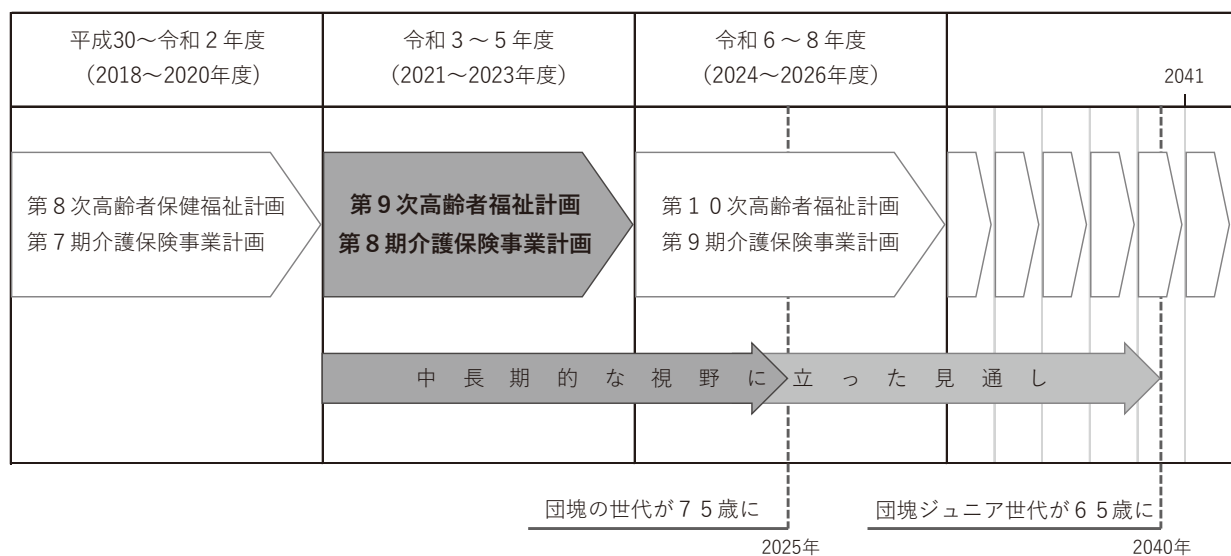 平成30～令和２年度
（2018～2020年度）
令和３～５年度
（2021～2023年度）
令和６～８年度
（2024～2026年度）
2041
第８次高齢者保健福祉計画
第７期介護保険事業計画
第９次高齢者福祉計画
第８期介護保険事業計画
第１０次高齢者福祉計画
第９期介護保険事業計画
中長期的な視野に立った見通し
団塊の世代が７５歳に
団塊ジュニア世代が６５歳に
2025年
2040年